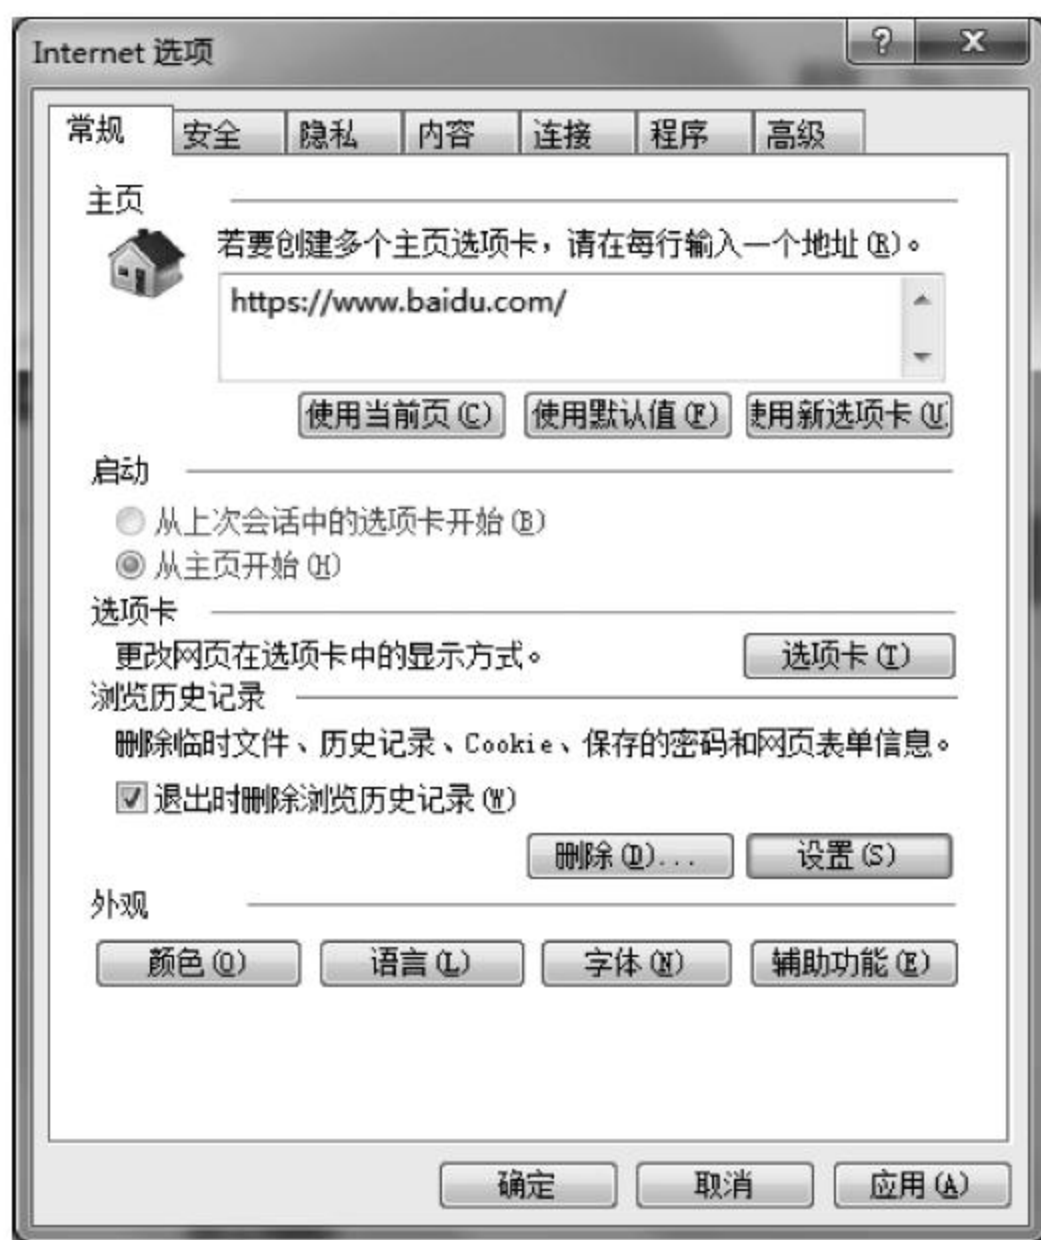 Internet 选项
常规 安全 隐私 内容 连接 程序 高级
主页
若要创建多个主页选项卡，请在每行输入一个地址(R)。
https://www.baidu.com/
使用当前页(C) 使用默认值(F) 使用新选项卡(U)
启动
从上次会话中的选项卡开始(B)
从主页开始(H)
选项卡
更改网页在选项卡中的显示方式。 选项卡(T)
浏览历史记录
删除临时文件、历史记录、Cookie、保存的密码和网页表单信息。
退出时删除浏览历史记录(W)
删除(D)... 设置(S)
外观
颜色(O) 语言(L) 字体(N) 辅助功能(E)
确定 取消 应用(A)